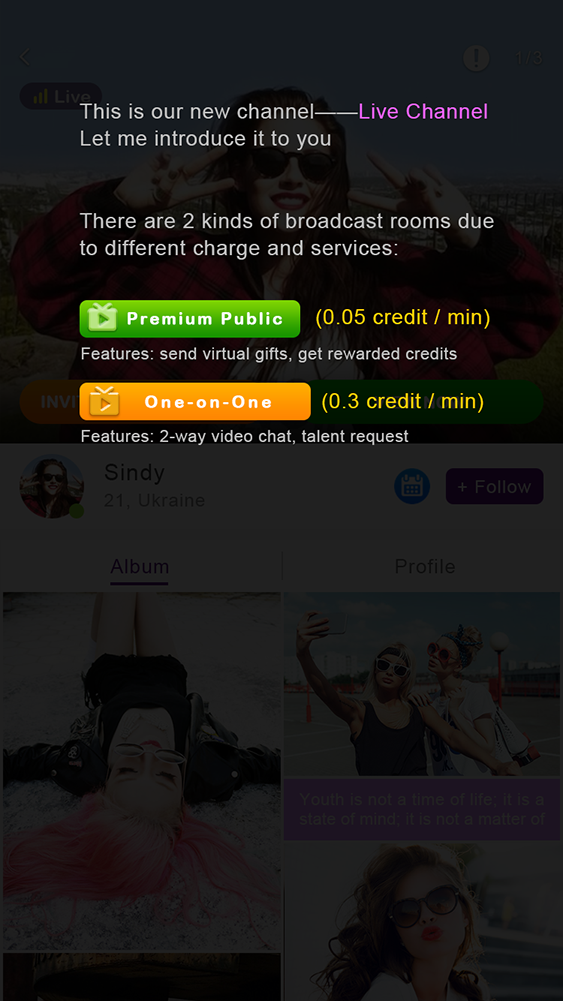 1/3
Live
This is our new channel——Live Channel
Let me introduce it to you
There are 2 kinds of broadcast rooms due
to different charge and services:
Premium Public (0.05 credit / min)
Features: send virtual gifts, get rewarded credits
One-on-One (0.3 credit / min)
Features: 2-way video chat, talent request
Sindy
21, Ukraine
+ Follow
Album
Profile
Youth is not a time of life; it is a
state of mind; it is not a matter of